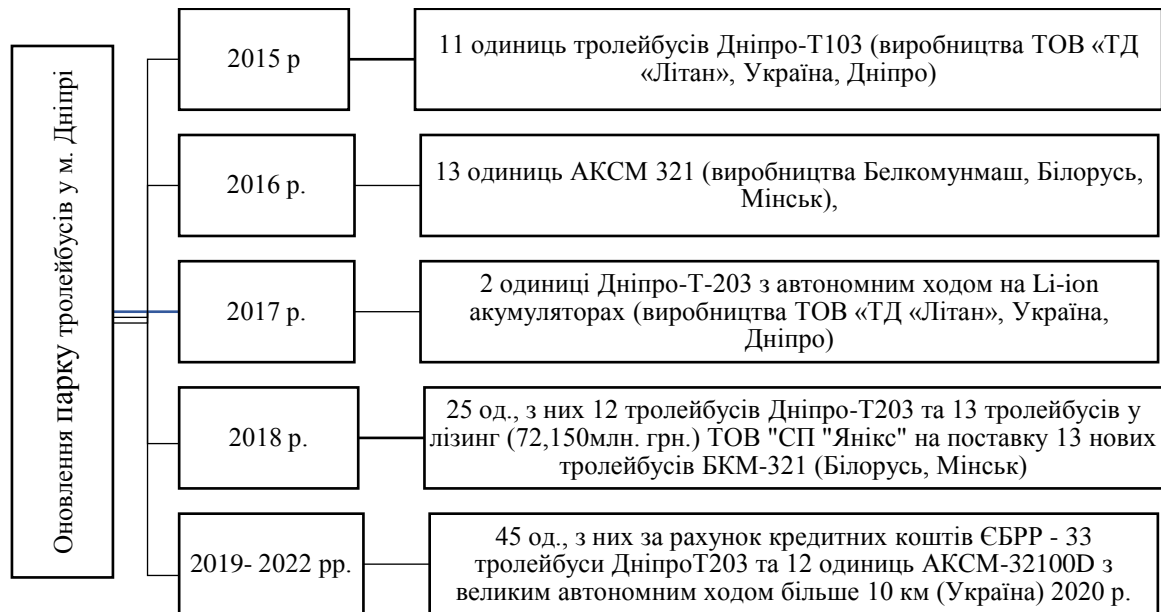 Оновлення парку тролейбусів у м. Дніпрі
2015 р
11 одиниць тролейбусів Дніпро-Т103 (виробництва ТОВ «ТД
«Літан», Україна, Дніпро)
2016 р.
13 одиниць АКСМ 321 (виробництва Белкомунмаш, Білорусь,
Мінськ),
2017 р.
2 одиниці Дніпро-Т-203 з автономним ходом на Li-ion
акумуляторах (виробництва ТОВ «ТД «Літан», Україна,
Дніпро)
2018 р.
25 од., з них 12 тролейбусів Дніпро-Т203 та 13 тролейбусів у
лізинг (72,150млн. грн.) ТОВ "СП "Янікс" на поставку 13 нових
тролейбусів БКМ-321 (Білорусь, Мінськ)
2019- 2022 рр.
45 од., з них за рахунок кредитних коштів ЄБРР - 33
тролейбуси ДніпроТ203 та 12 одиниць АКСМ-32100D з
великим автономним ходом більше 10 км (Україна) 2020 р.